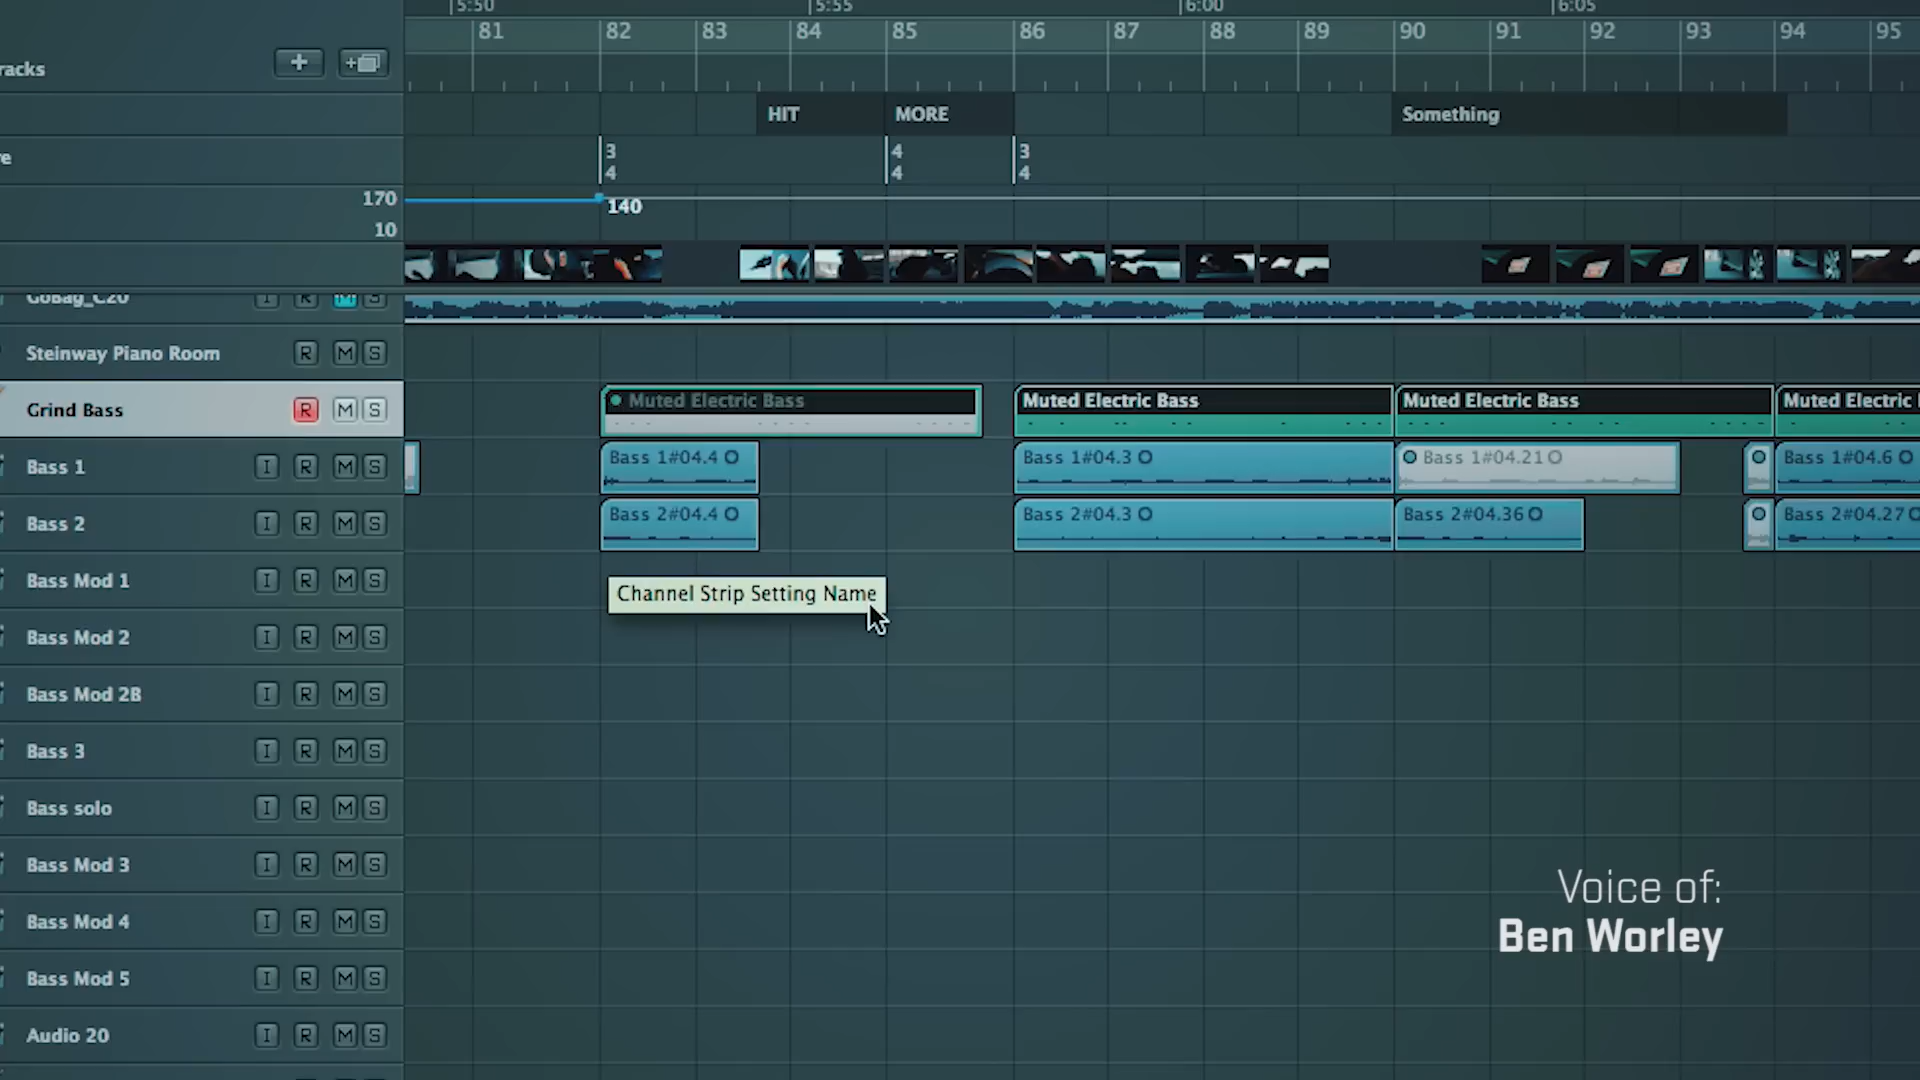 5:50 5:55 6:00 6:05
81 82 83 84 85 86 87 88 89 90 91 92 93 94 95
racks
HIT MORE Something
3 4 3
4 4 4
170
140
10
GoBag_C20 I R M S
Steinway Piano Room R M S
Grind Bass R M S
Muted Electric Bass Muted Electric Bass Muted Electric Bass Muted Electric
Bass 1 I R M S
Bass 1#04.4 Bass 1#04.3 Bass 1#04.21 Bass 1#04.6
Bass 2 I R M S
Bass 2#04.4 Bass 2#04.3 Bass 2#04.36 Bass 2#04.27
Bass Mod 1 I R M S
Channel Strip Setting Name
Bass Mod 2 I R M S
Bass Mod 2B I R M S
Bass 3 I R M S
Bass solo I R M S
Bass Mod 3 I R M S
Voice of:
Bass Mod 4 I R M S
Ben Worley
Bass Mod 5 I R M S
Audio 20 I R M S